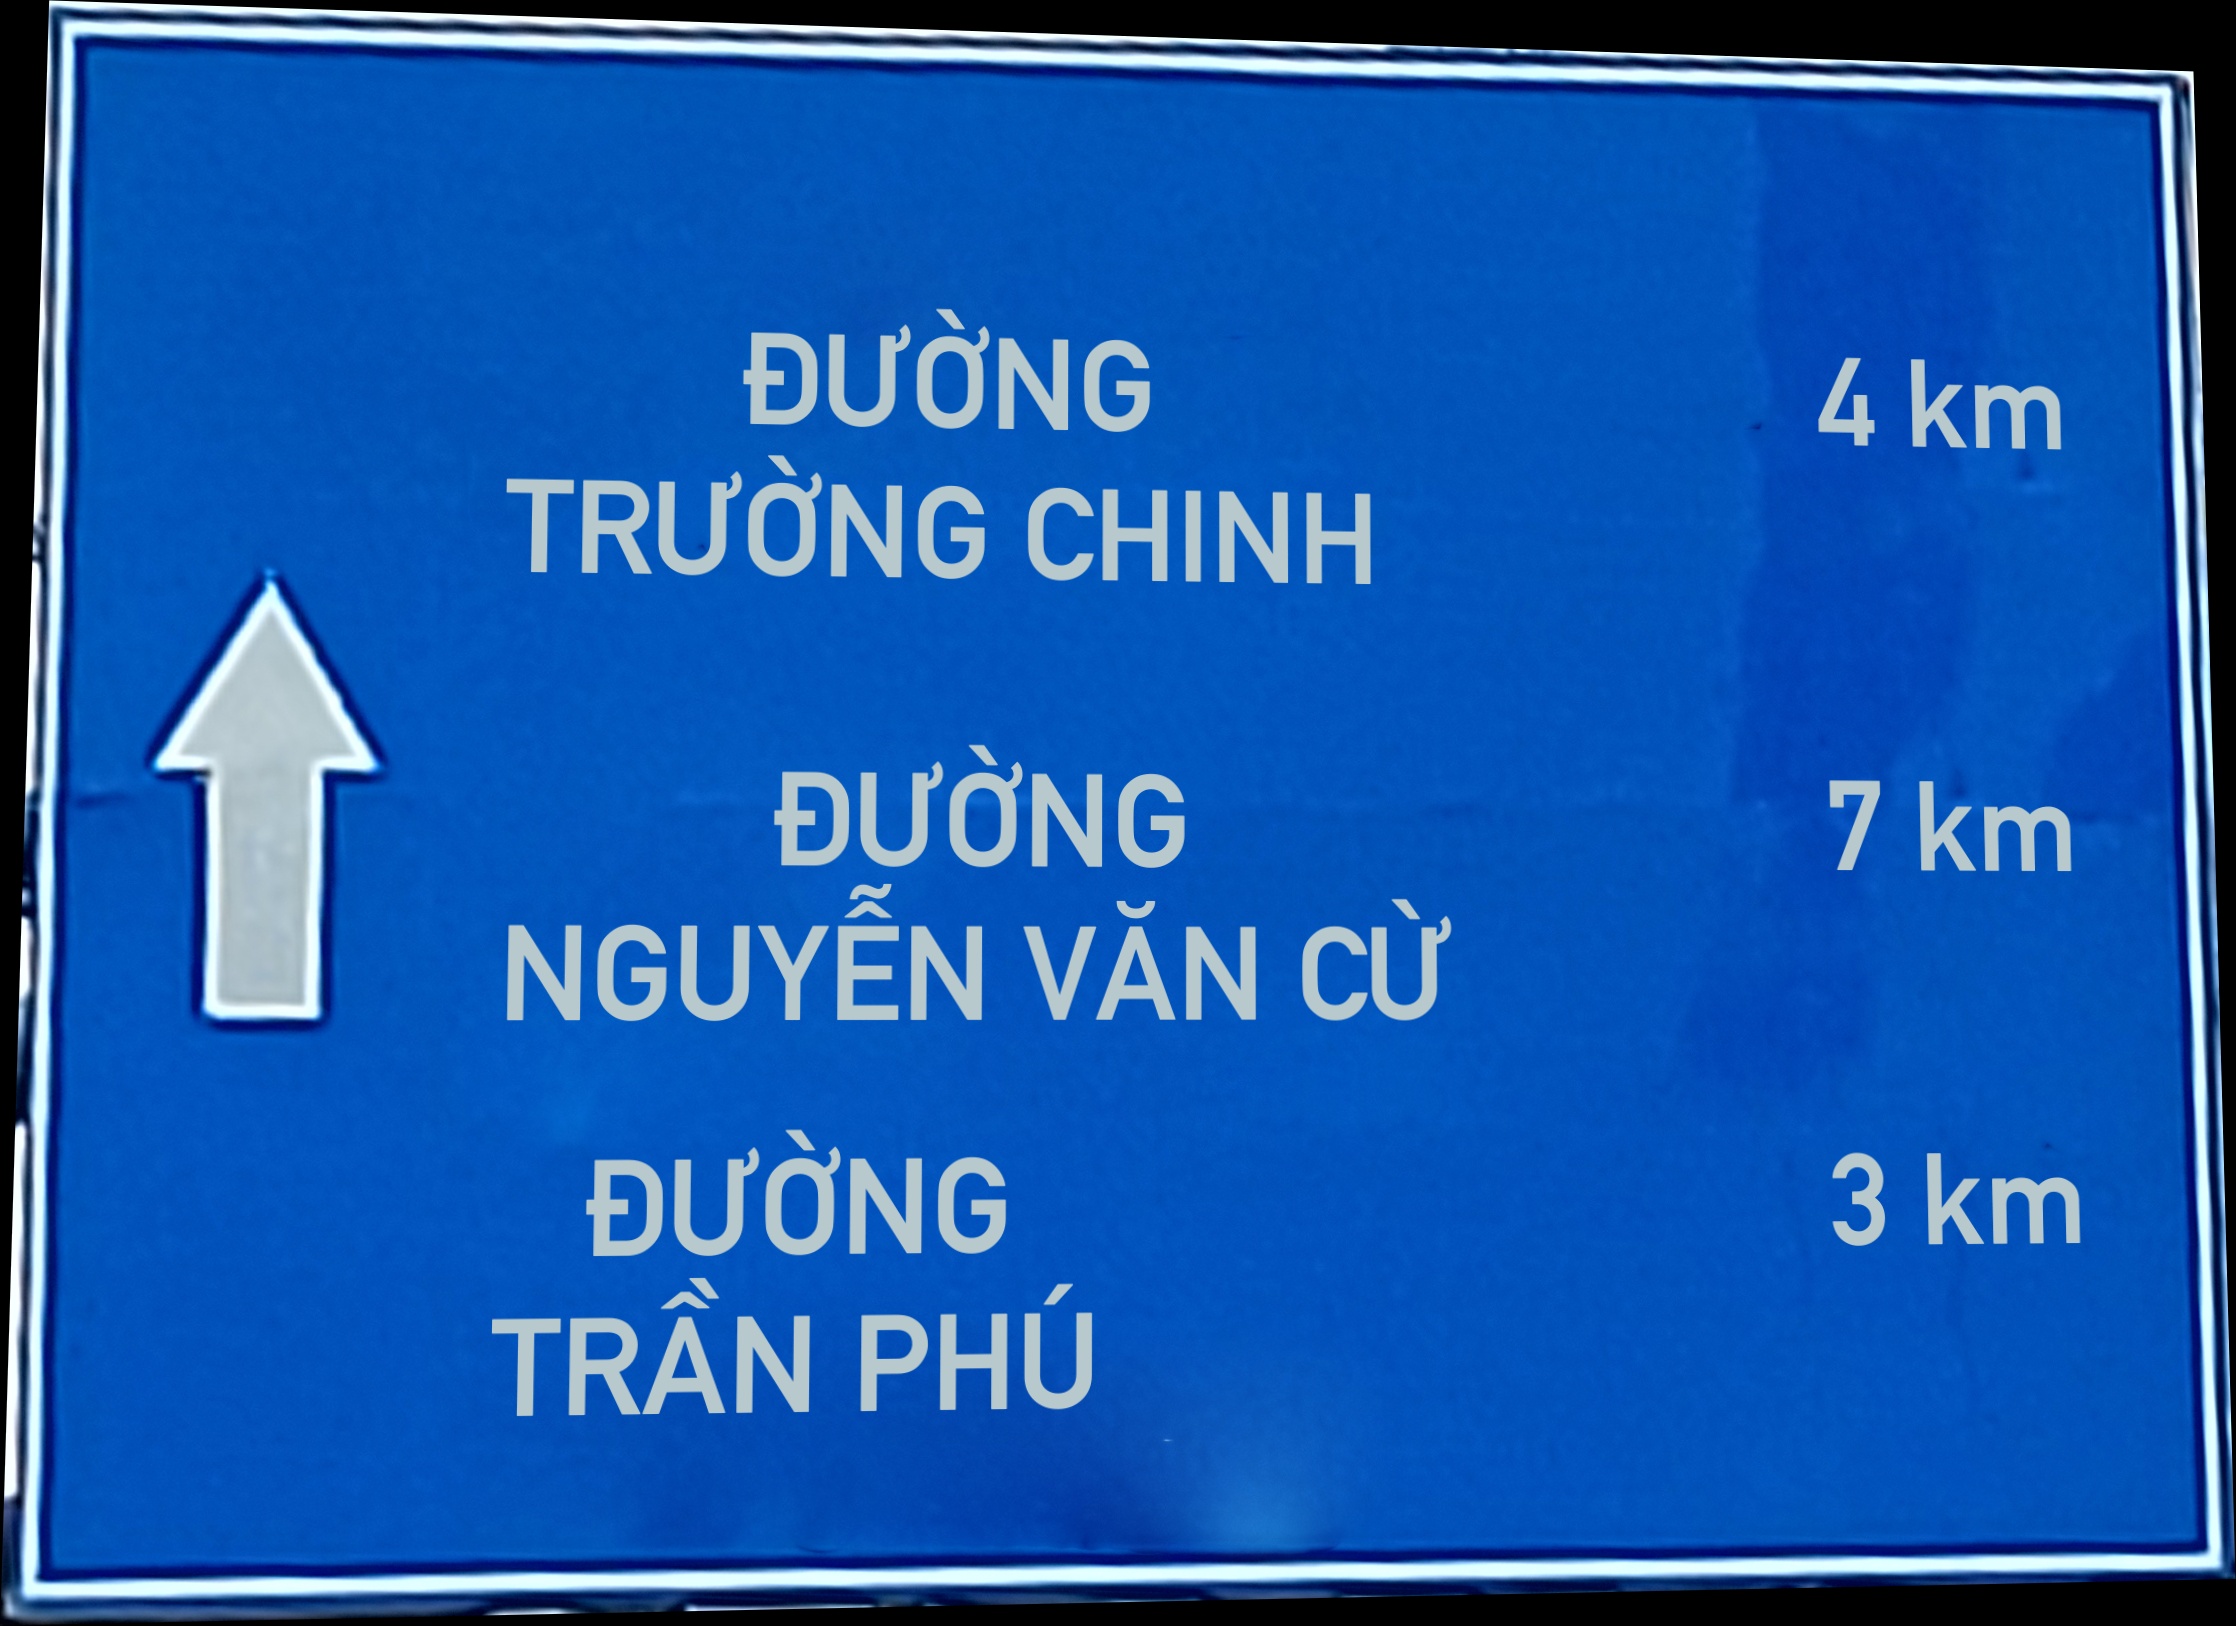 ĐƯỜNG
TRƯỜNG CHINH
4 km
ĐƯỜNG
NGUYỄN VĂN CỪ
7 km
ĐƯỜNG
TRẦN PHÚ
3 km